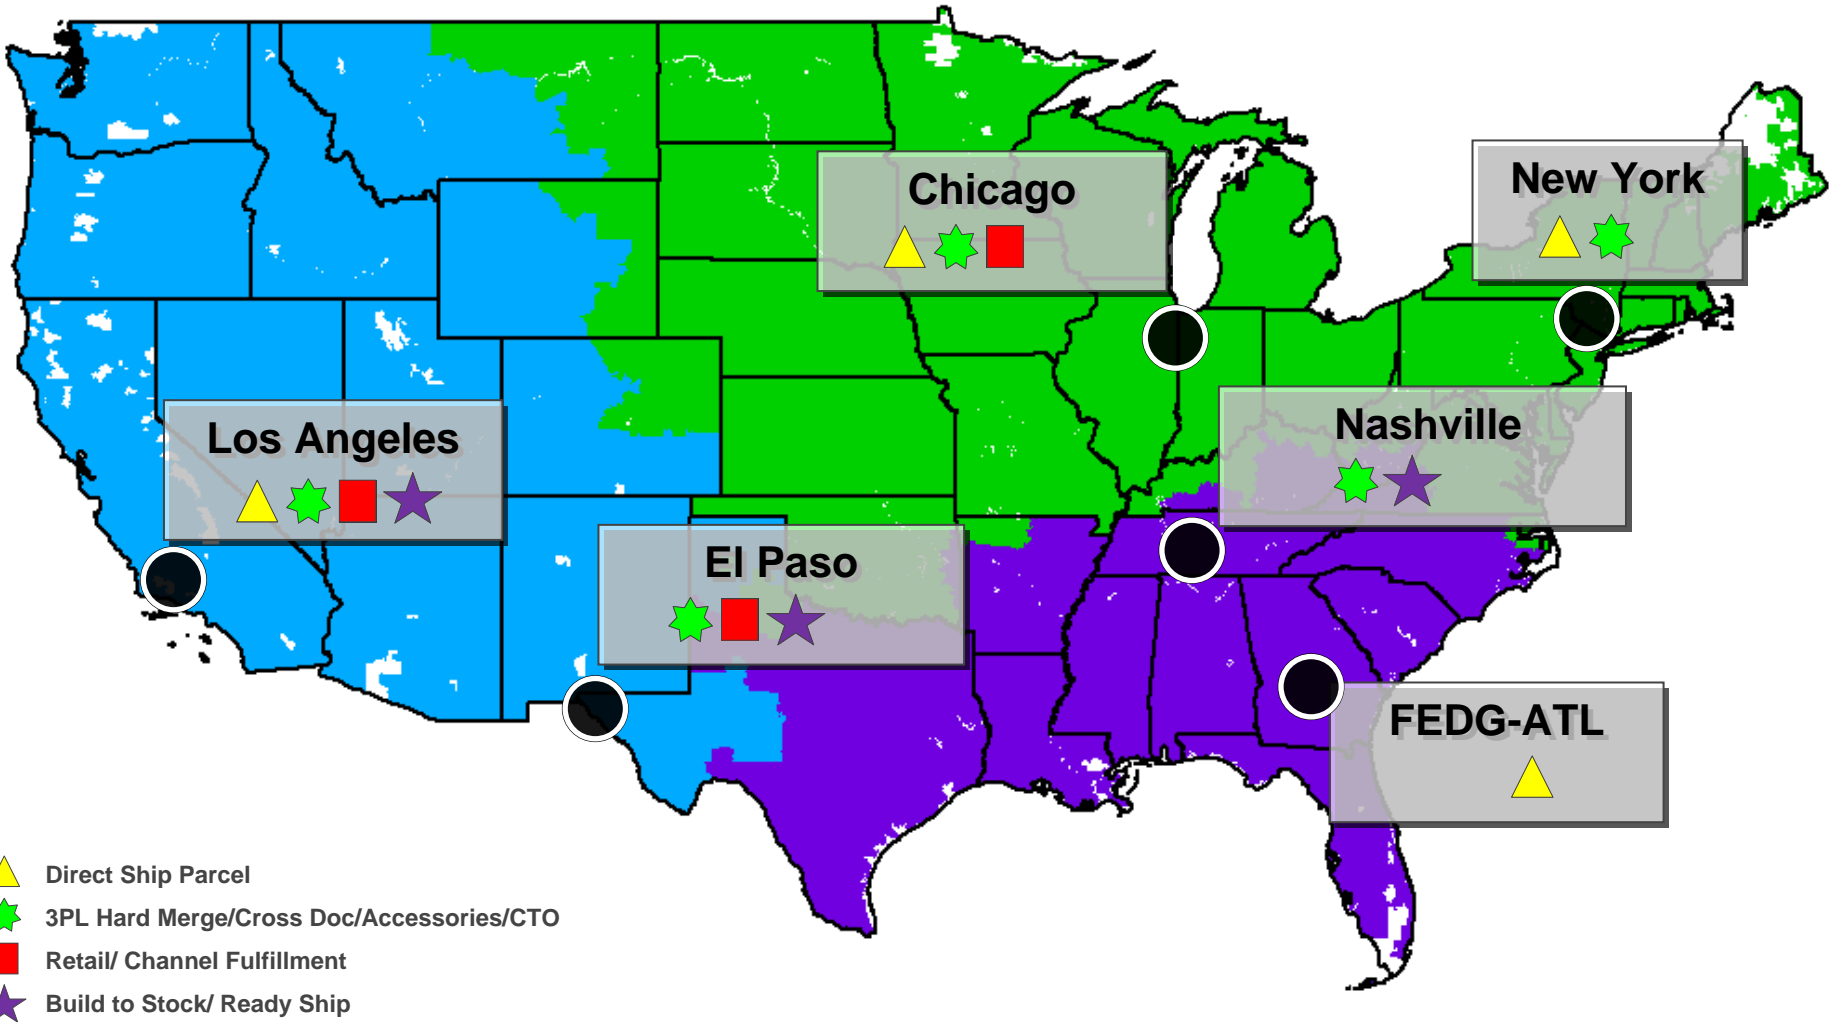 New York
Chicago
Nashville
Los Angeles
El Paso
FEDG-ATL
Direct Ship Parcel
3PL Hard Merge/Cross Doc/Accessories/CTO
Retail/ Channel Fulfillment
Build to Stock/ Ready Ship